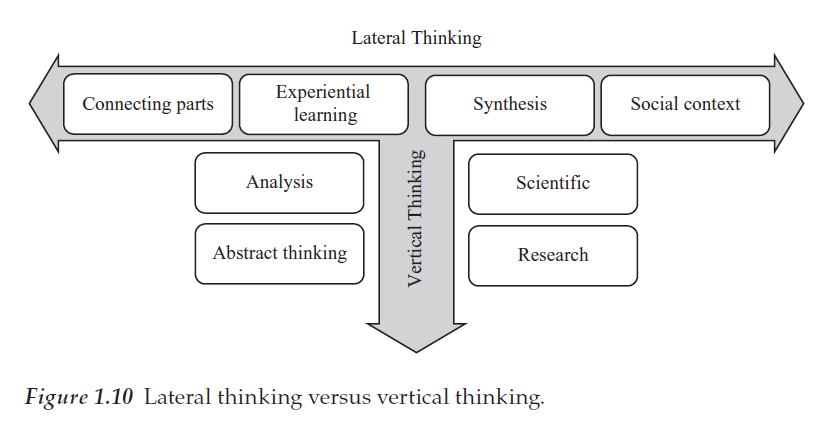 Lateral Thinking
Connecting parts
Experiential
learning
Synthesis
Social context
Analysis
Abstract thinking
Vertical Thinking
Scientific
Research
Figure 1.10 Lateral thinking versus vertical thinking.